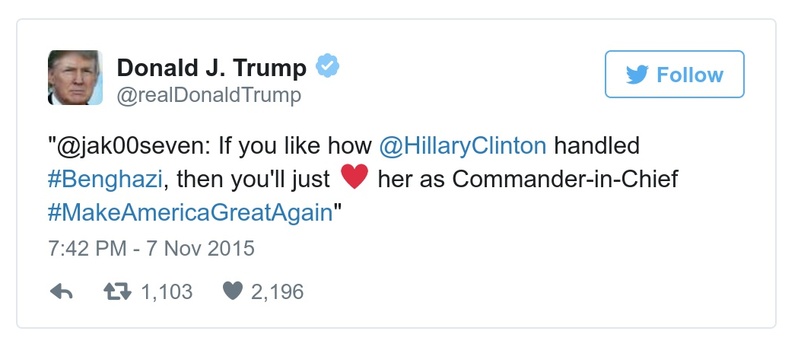 Donald J. Trump
@realDonaldTrump
Follow
"@jak00seven: If you like how @HillaryClinton handled
#Benghazi, then you'll just ❤ her as Commander-in-Chief
#MakeAmericaGreatAgain"
7:42 PM - 7 Nov 2015
1,103 2,196